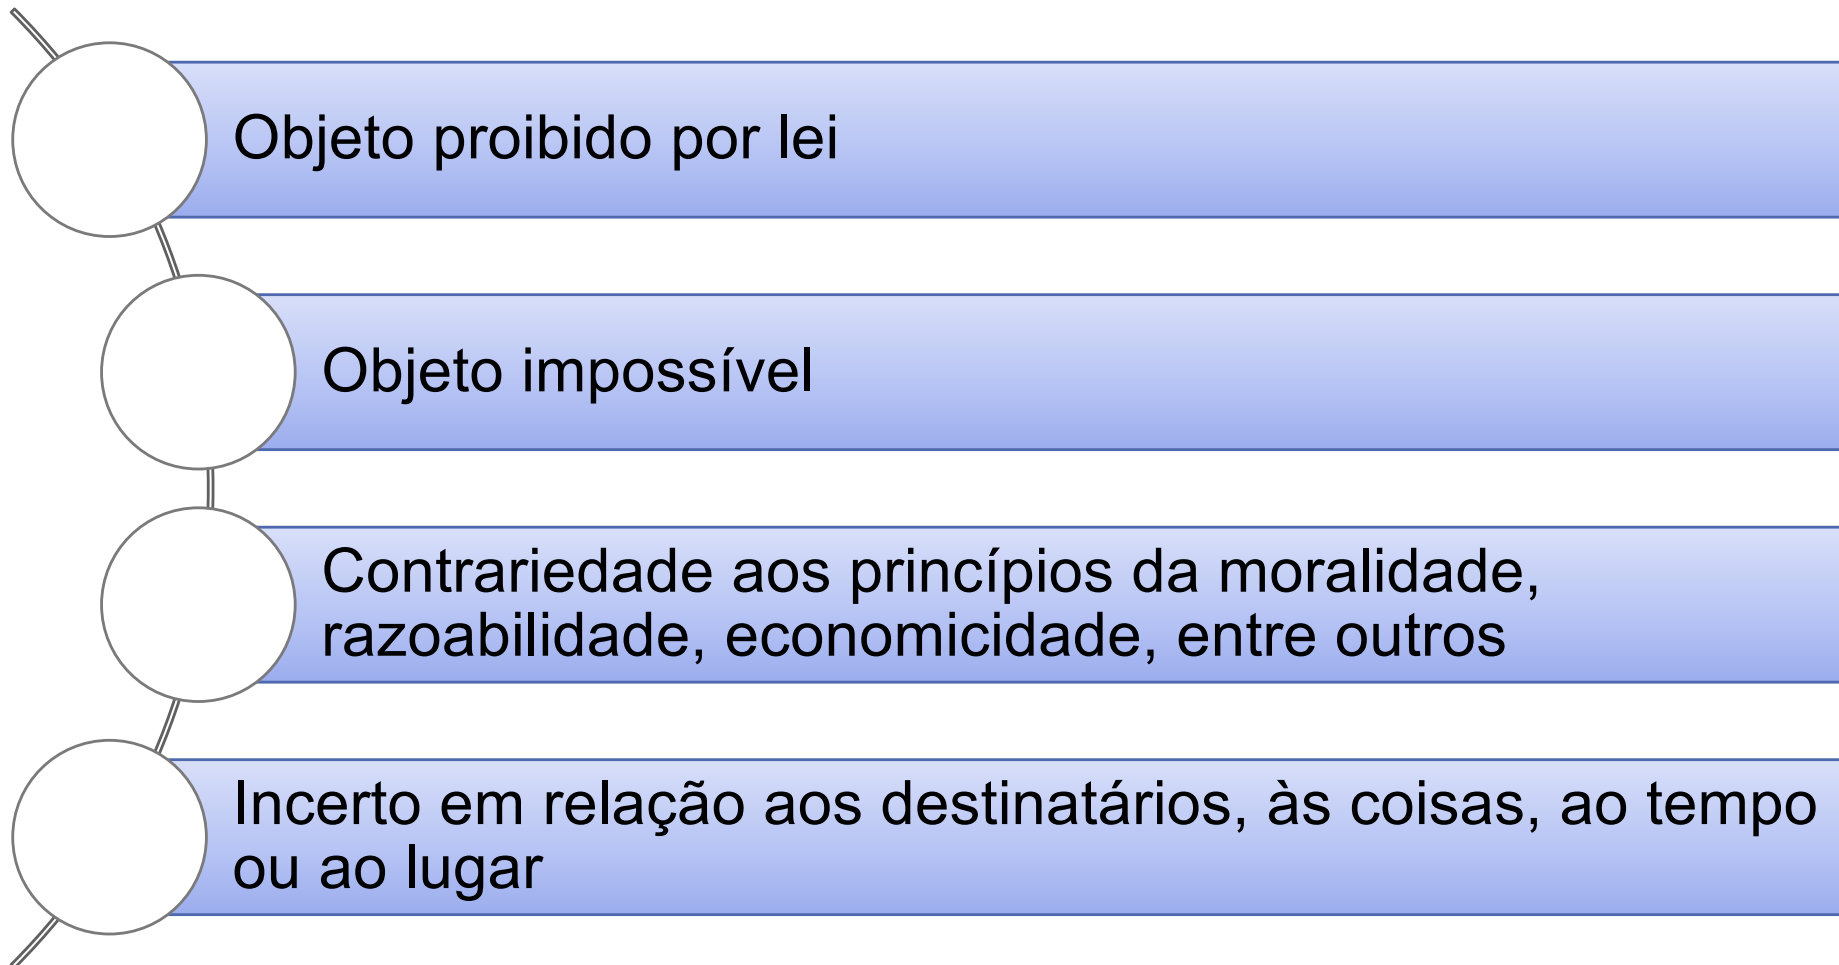 Objeto proibido por lei
Objeto impossível
Contrariedade aos princípios da moralidade,
razoabilidade, economicidade, entre outros
Incerto em relação aos destinatários, às coisas, ao tempo
ou ao lugar